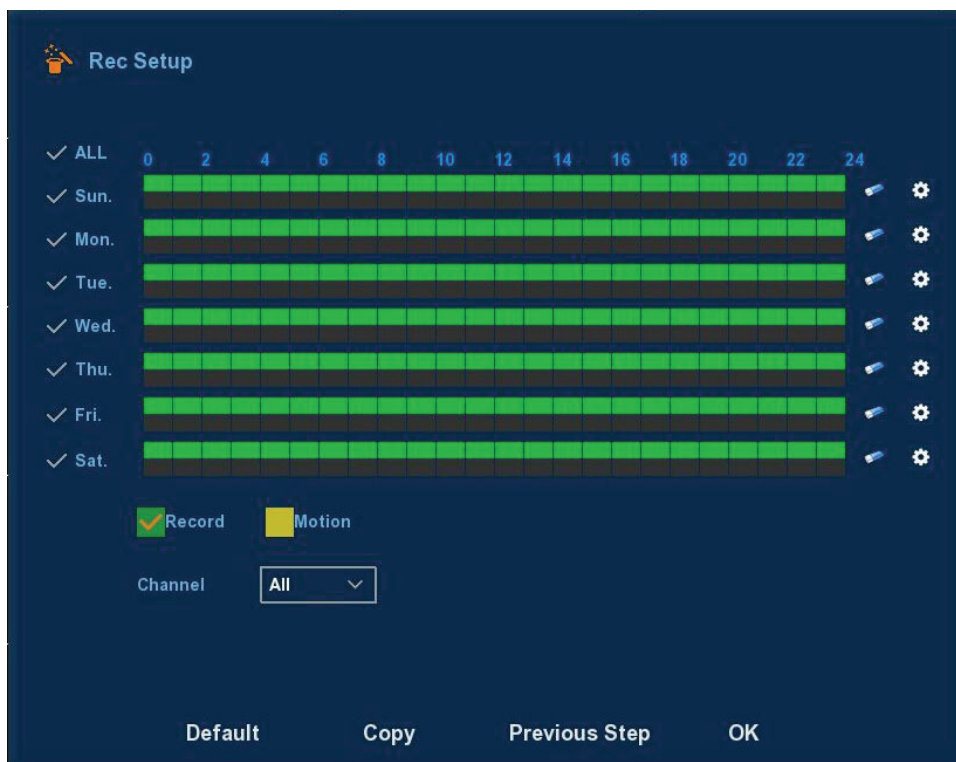 Rec Setup
ALL 0 2 4 6 8 10 12 14 16 18 20 22 24
Sun.
Mon.
Tue.
Wed.
Thu.
Fri.
Sat.
Record Motion
Channel All
Default Copy Previous Step OK